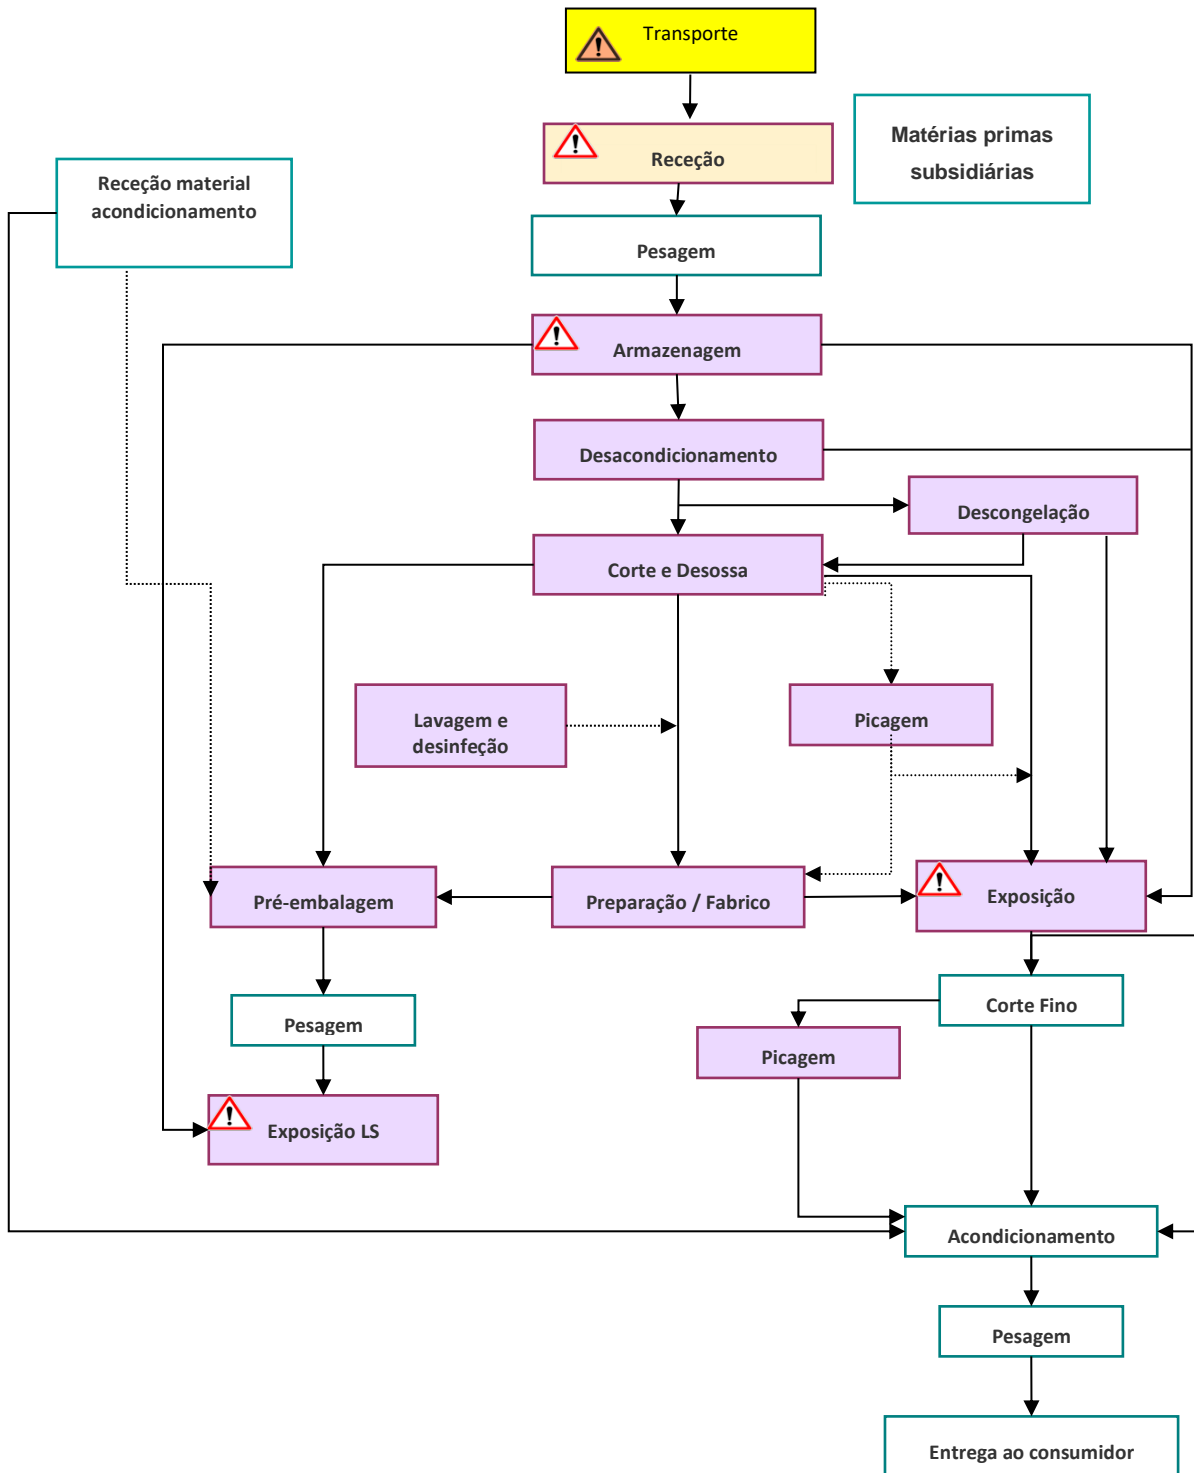 Transporte
Matérias primas
subsidiárias
Receção
Receção material
acondicionamento
Pesagem
Armazenagem
Desacondicionamento
Descongelação
Corte e Desossa
Lavagem e
desinfeção
Picagem
Pré-embalagem
Preparação / Fabrico
Exposição
Corte Fino
Pesagem
Picagem
Exposição LS
Acondicionamento
Pesagem
Entrega ao consumidor